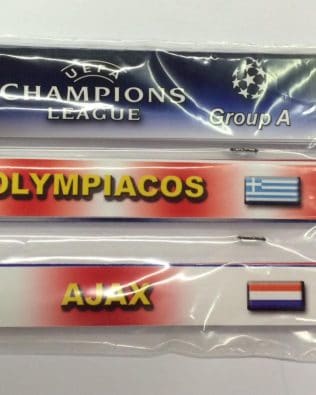 UEFA
CHAMPIONS
LEAGUE
Group A
OLYMPIACOS
AJAX